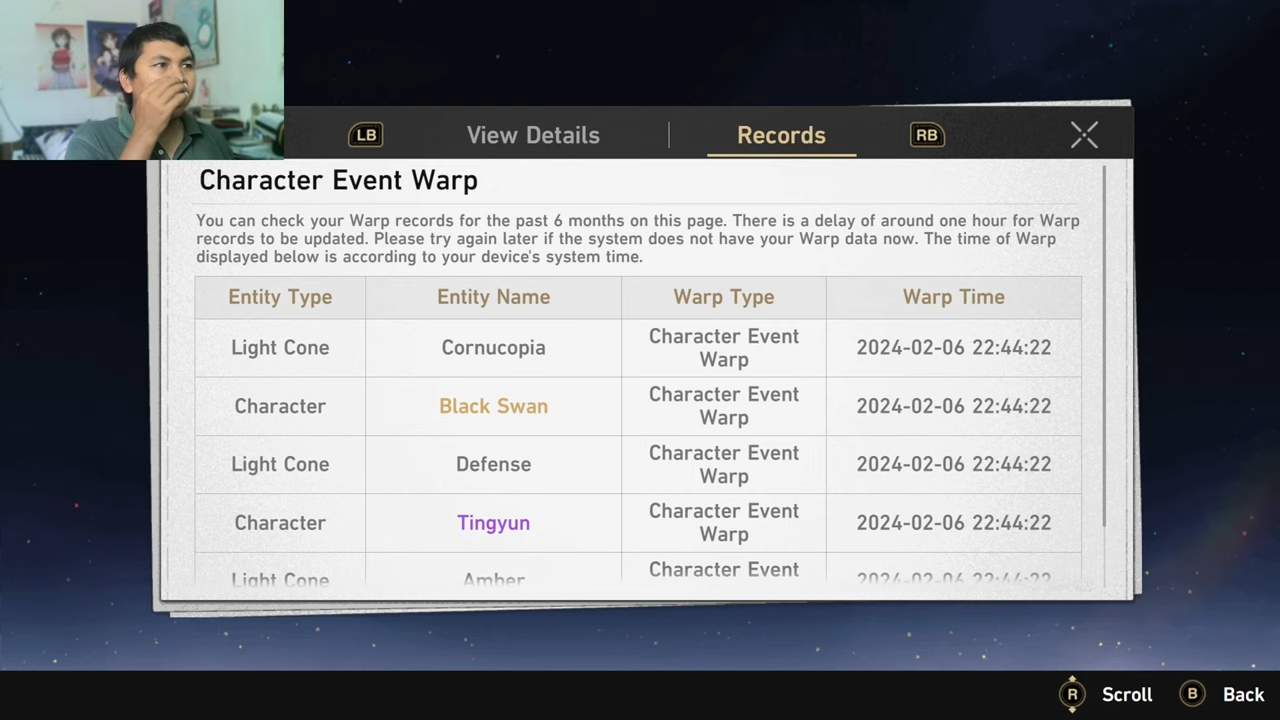 LB View Details Records RB
Character Event Warp
You can check your Warp records for the past 6 months on this page. There is a delay of around one hour for Warp
records to be updated. Please try again later if the system does not have your Warp data now. The time of Warp
displayed below is according to your device's system time.
Entity Type Entity Name Warp Type Warp Time
Light Cone Cornucopia Character Event Warp 2024-02-06 22:44:22
Character Black Swan Character Event Warp 2024-02-06 22:44:22
Light Cone Defense Character Event Warp 2024-02-06 22:44:22
Character Tingyun Character Event Warp 2024-02-06 22:44:22
Light Cone Amber Character Event 2024-02-06 22:44:22
R Scroll B Back